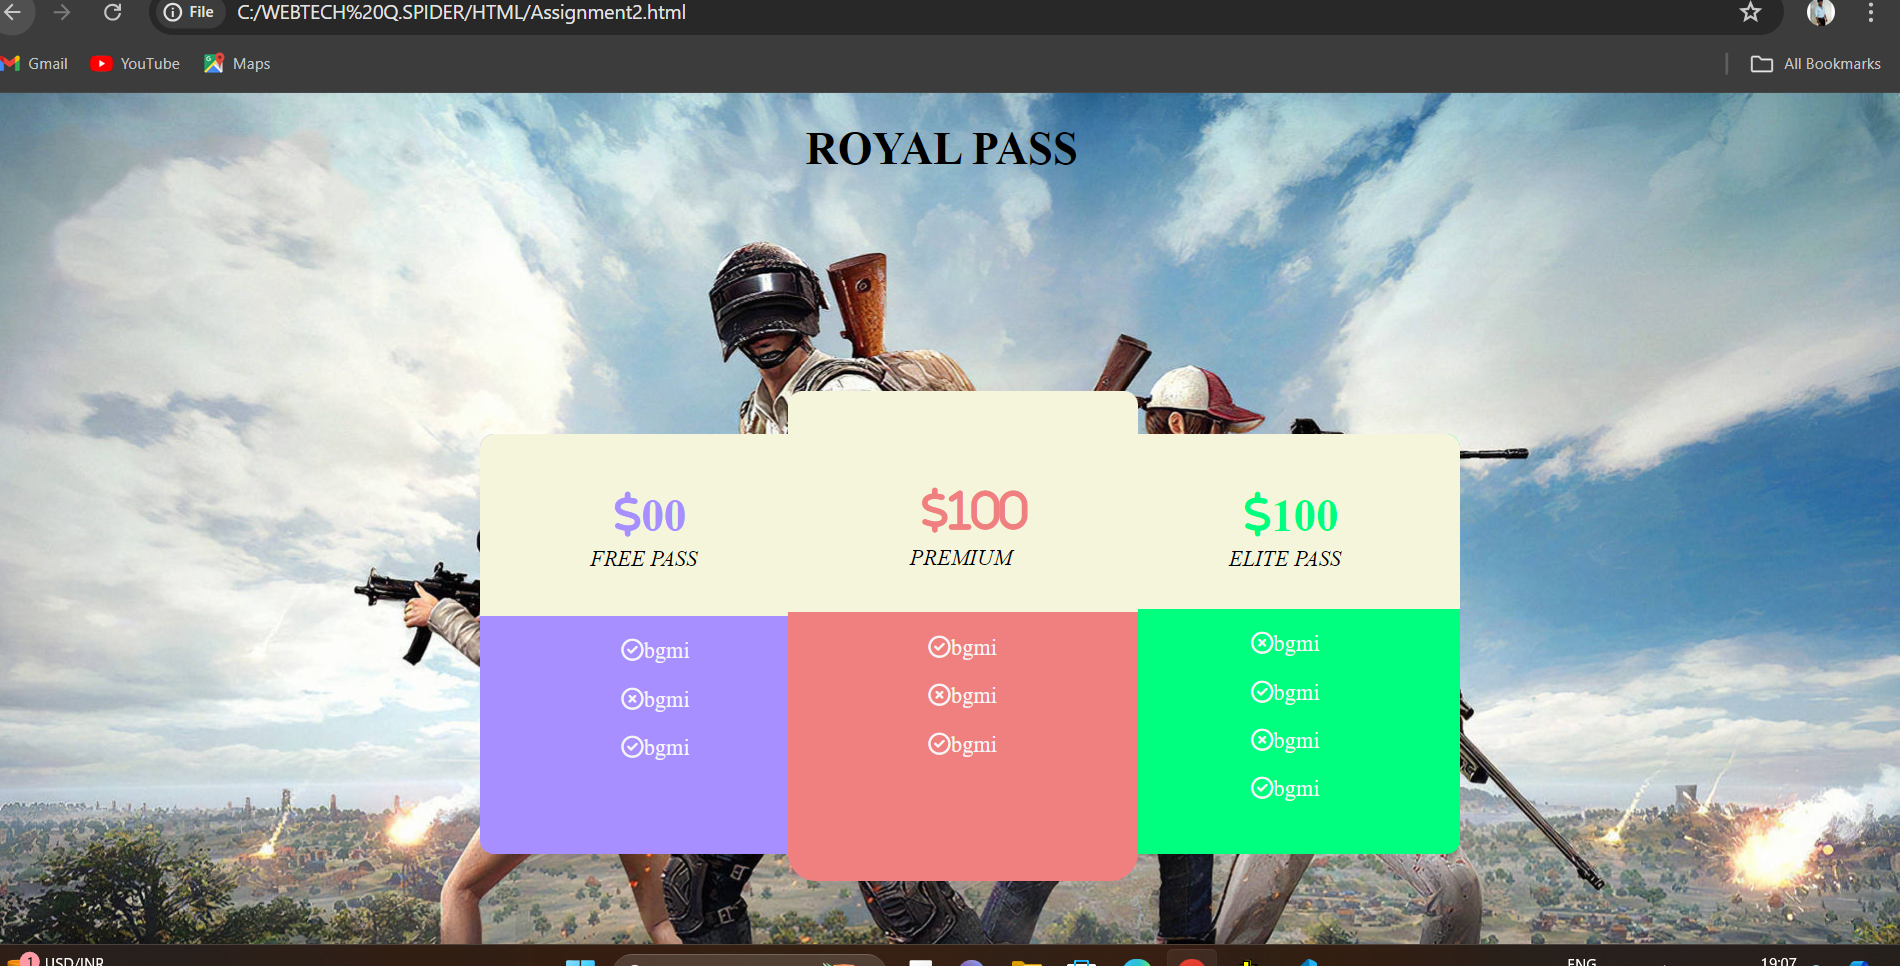 File C:/WEBTECH%20Q.SPIDER/HTML/Assignment2.html
Gmail YouTube Maps All Bookmarks
ROYAL PASS
$00
FREE PASS
bgmi
bgmi
bgmi
$100
PREMIUM
bgmi
bgmi
bgmi
$100
ELITE PASS
bgmi
bgmi
bgmi
bgmi
1 USD/INR ENG 19:07